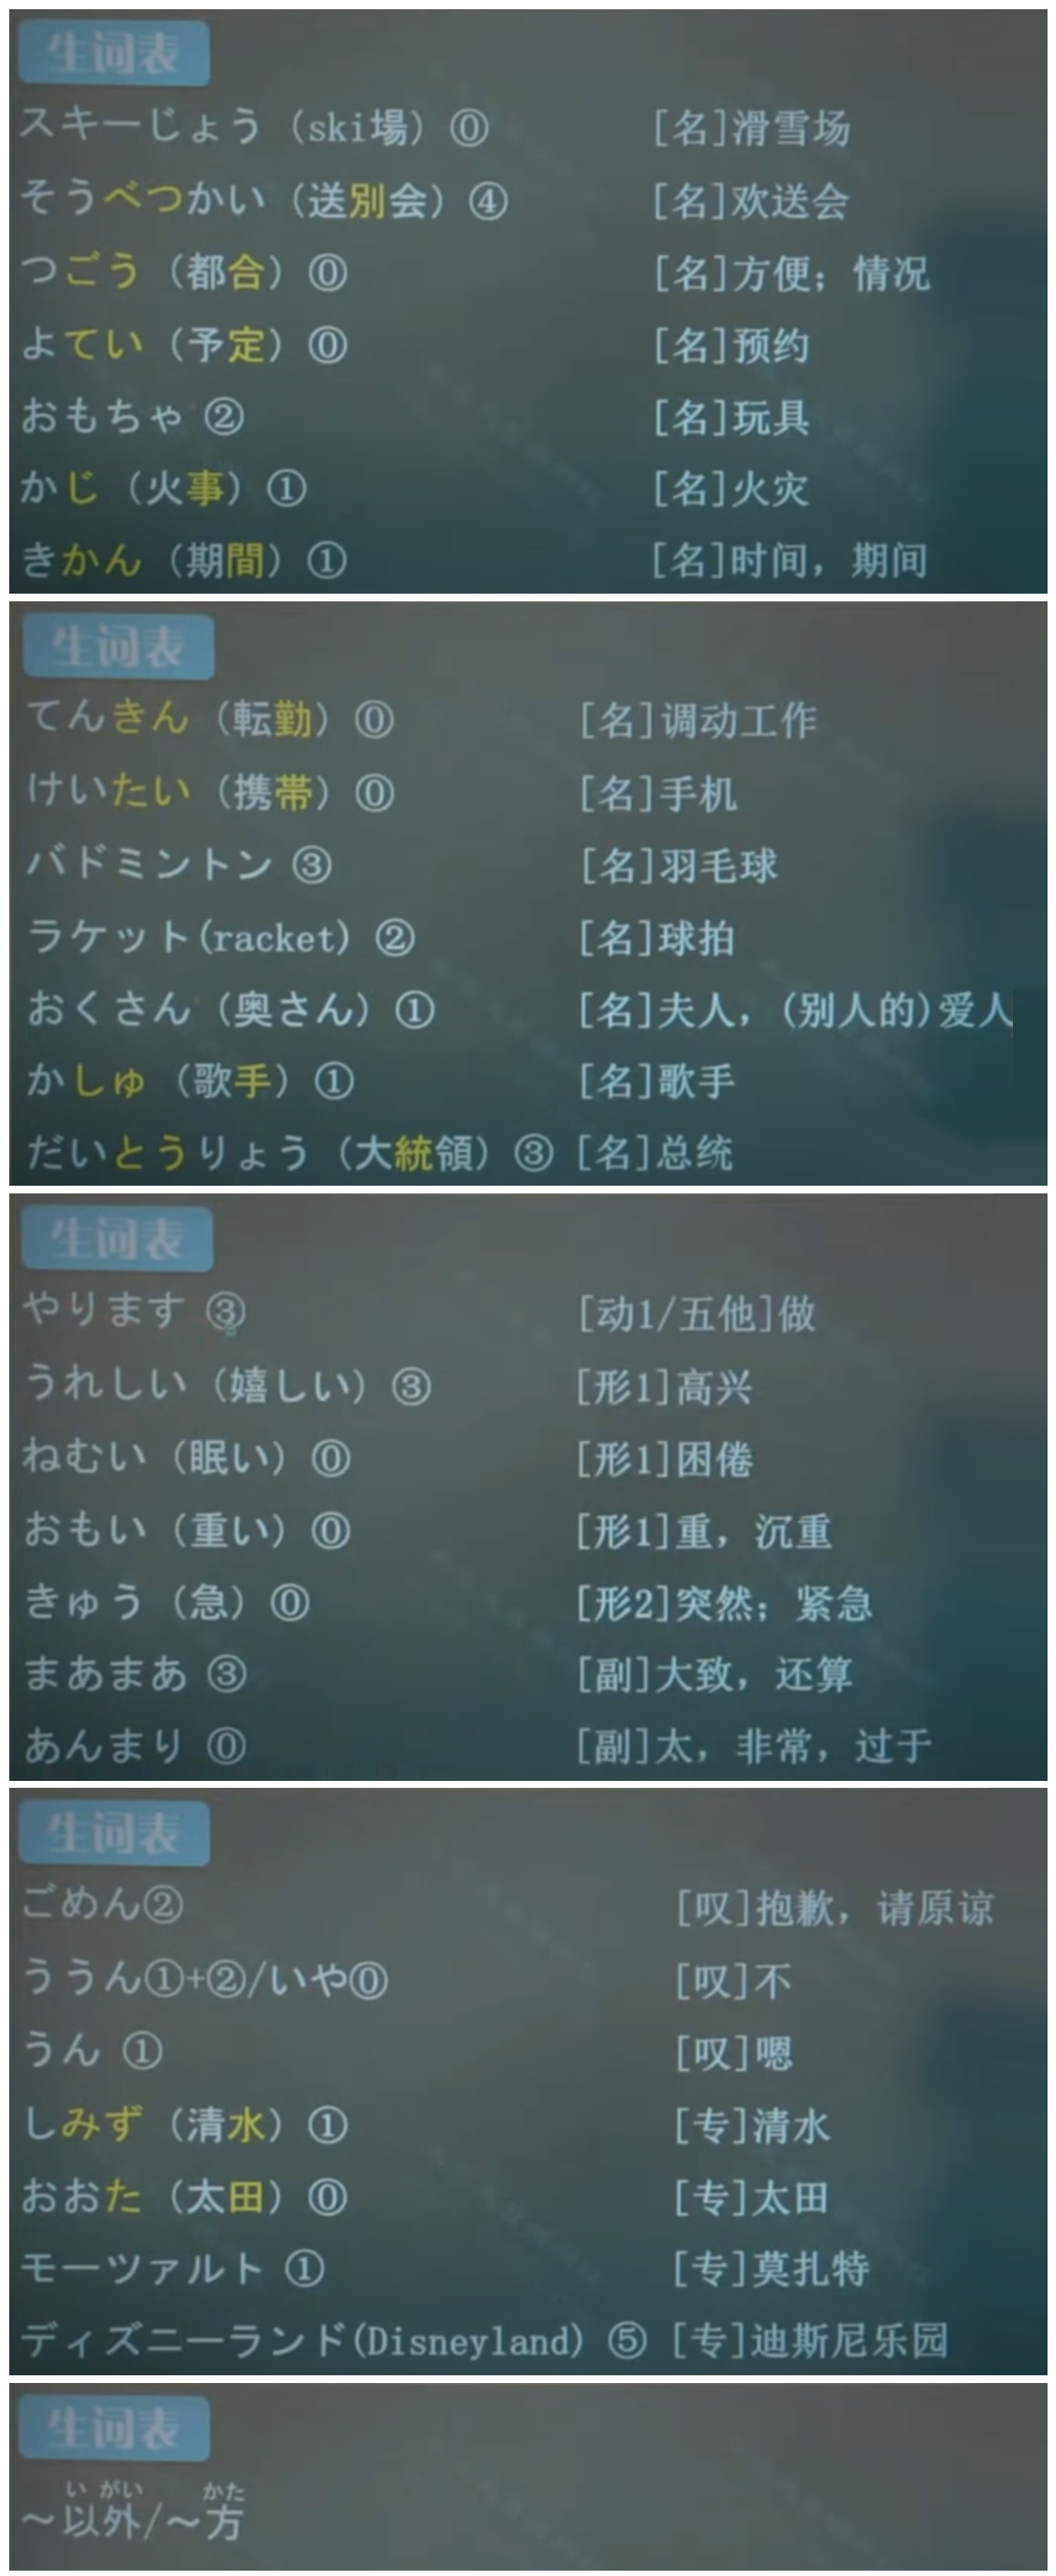 生词表
スキーじょう（ski場）⓪ [名]滑雪场
そうべつかい（送別会）④ [名]欢送会
つごう（都合）⓪ [名]方便；情况
よてい（予定）⓪ [名]预约
おもちゃ ② [名]玩具
かじ（火事）① [名]火灾
きかん（期間）① [名]时间，期间
生词表
てんきん（転勤）⓪ [名]调动工作
けいたい（携帯）⓪ [名]手机
バドミントン ③ [名]羽毛球
ラケット(racket) ② [名]球拍
おくさん（奥さん）① [名]夫人，(别人的)爱人
かしゅ（歌手）① [名]歌手
だいとうりょう（大統領）③ [名]总统
生词表
やります ③ [动1/五他]做
うれしい（嬉しい）③ [形1]高兴
ねむい（眠い）⓪ [形1]困倦
おもい（重い）⓪ [形1]重，沉重
きゅう（急）⓪ [形2]突然；紧急
まあまあ ③ [副]大致，还算
あんまり ⓪ [副]太，非常，过于
生词表
ごめん② [叹]抱歉，请原谅
ううん①+②/いや⓪ [叹]不
うん ① [叹]嗯
しみず（清水）① [专]清水
おおた（太田）⓪ [专]太田
モーツァルト ① [专]莫扎特
ディズニーランド(Disneyland) ⑤ [专]迪斯尼乐园
生词表
い がい かた
～以外/～方